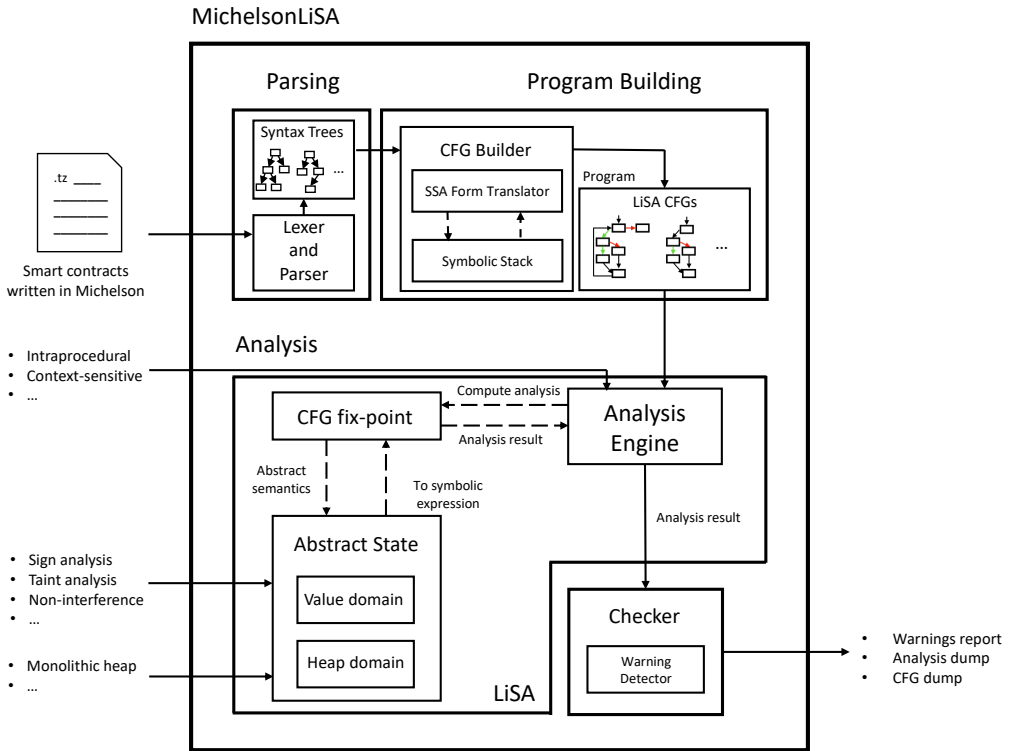 MichelsonLiSA
Parsing
Program Building
Syntax Trees
...
Lexer
and
Parser
CFG Builder
SSA Form Translator
Symbolic Stack
Program
LiSA CFGs
...
.tz
Smart contracts
written in Michelson
• Intraprocedural
• Context-sensitive
• ...
Analysis
CFG fix-point
Compute analysis
Analysis result
Analysis
Engine
Abstract
semantics
To symbolic
expression
Analysis result
• Sign analysis
• Taint analysis
• Non-interference
• ...
• Monolithic heap
• ...
Abstract State
Value domain
Heap domain
LiSA
Checker
Warning
Detector
• Warnings report
• Analysis dump
• CFG dump